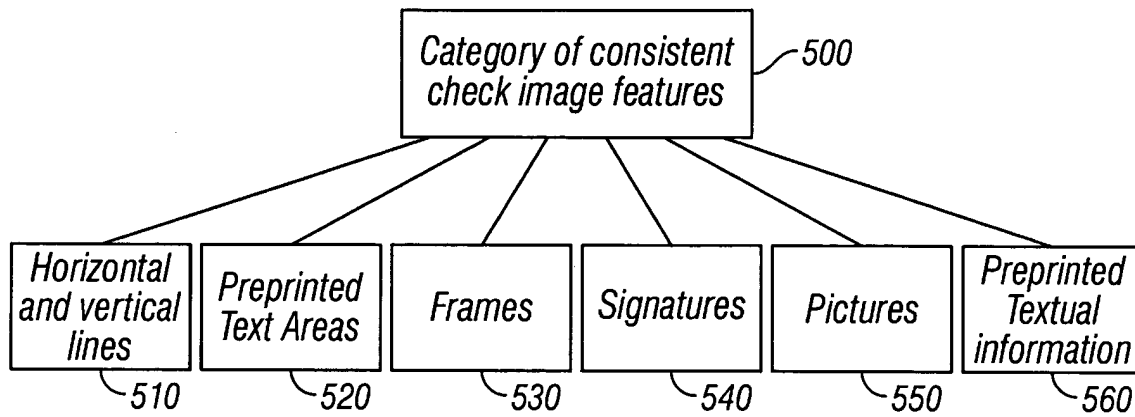 Category of consistent
check image features
500
Horizontal
and vertical
lines
510
Preprinted
Text Areas
520
Frames
530
Signatures
540
Pictures
550
Preprinted
Textual
information
560